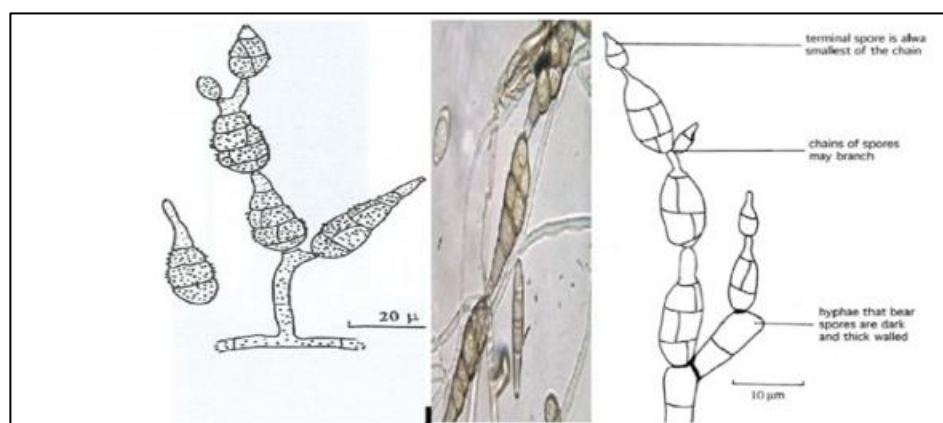 terminal spore is alwa
smallest of the chain
chains of spores
may branch
hyphae that bear
spores are dark
and thick walled
20 μ
10 μm